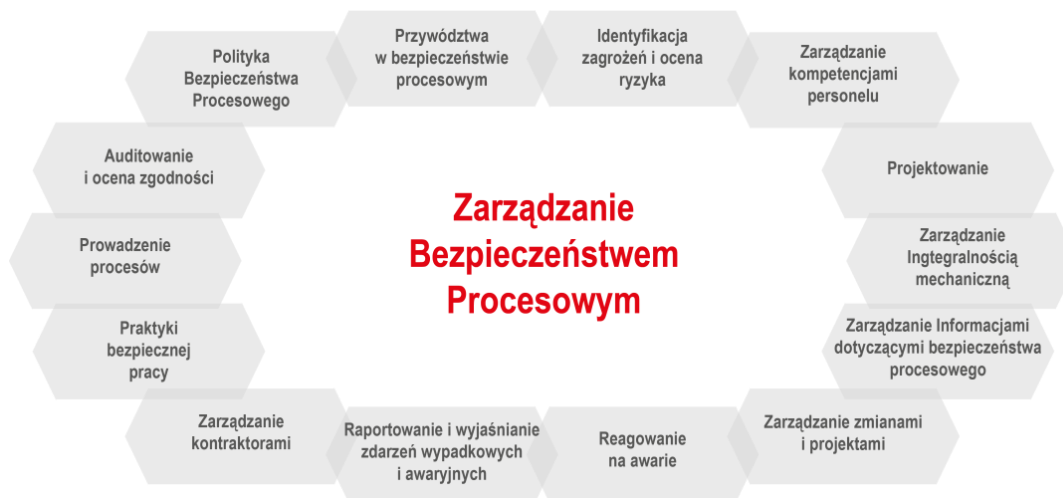 Polityka
Bezpieczeństwa
Procesowego
Przywództwa
w bezpieczeństwie
procesowym
Identyfikacja
zagrożeń i ocena
ryzyka
Zarządzanie
kompetencjami
personelu
Auditowanie
i ocena zgodności
Projektowanie
Zarządzanie
Bezpieczeństwem
Procesowym
Prowadzenie
procesów
Zarządzanie
Ingtegralnością
mechaniczną
Praktyki
bezpiecznej
pracy
Zarządzanie Informacjami
dotyczącymi bezpieczeństwa
procesowego
Zarządzanie
kontraktorami
Raportowanie i wyjaśnianie
zdarzeń wypadkowych
i awaryjnych
Reagowanie
na awarie
Zarządzanie zmianami
i projektami